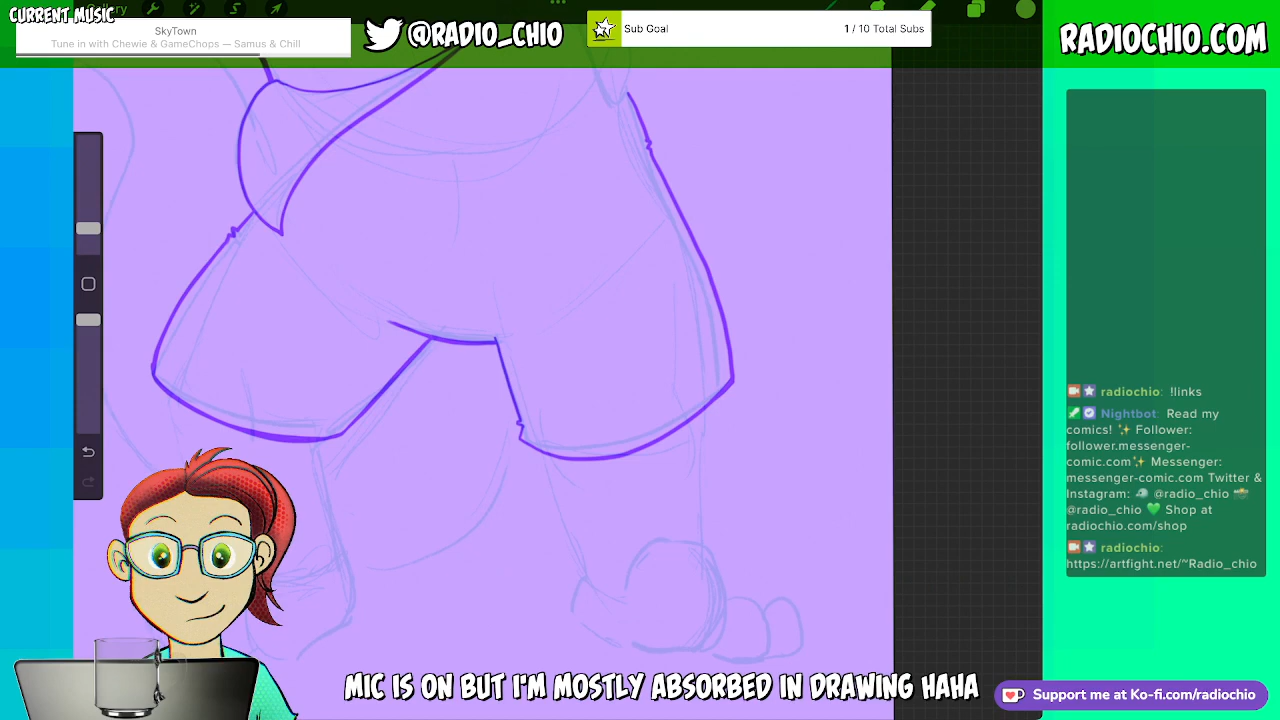 CURRENT MUSIC
SkyTown
Tune in with Chewie & GameChops — Samus & Chill
Gallery
@RADIO_CHIO
Sub Goal
1 / 10 Total Subs
RADIOCHIO.COM
radiochio: !links
Nightbot: Read my
comics! ✨ Follower:
follower.messenger-
comic.com✨ Messenger:
messenger-comic.com Twitter &
Instagram: @radio_chio
@radio_chio 💚 Shop at
radiochio.com/shop
radiochio:
https://artfight.net/~Radio_chio
MIC IS ON BUT I'M MOSTLY ABSORBED IN DRAWING HAHA
Support me at Ko-fi.com/radiochio